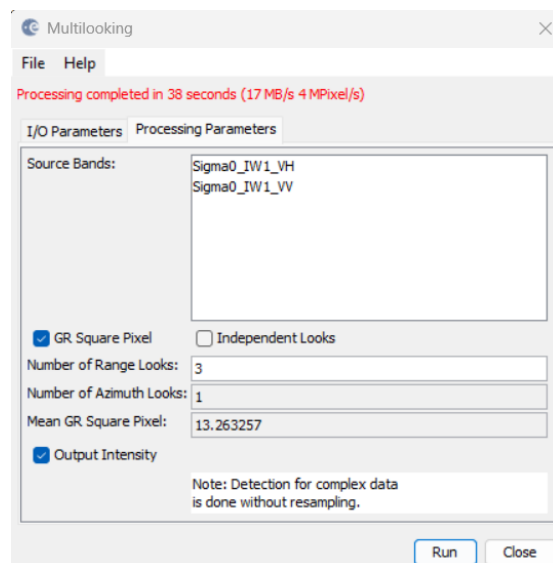 Multilooking
File Help
Processing completed in 38 seconds (17 MB/s 4 MPixel/s)
I/O Parameters Processing Parameters
Source Bands: Sigma0_IW1_VH
Sigma0_IW1_VV
GR Square Pixel Independent Looks
Number of Range Looks: 3
Number of Azimuth Looks: 1
Mean GR Square Pixel: 13.263257
Output Intensity
Note: Detection for complex data
is done without resampling.
Run Close